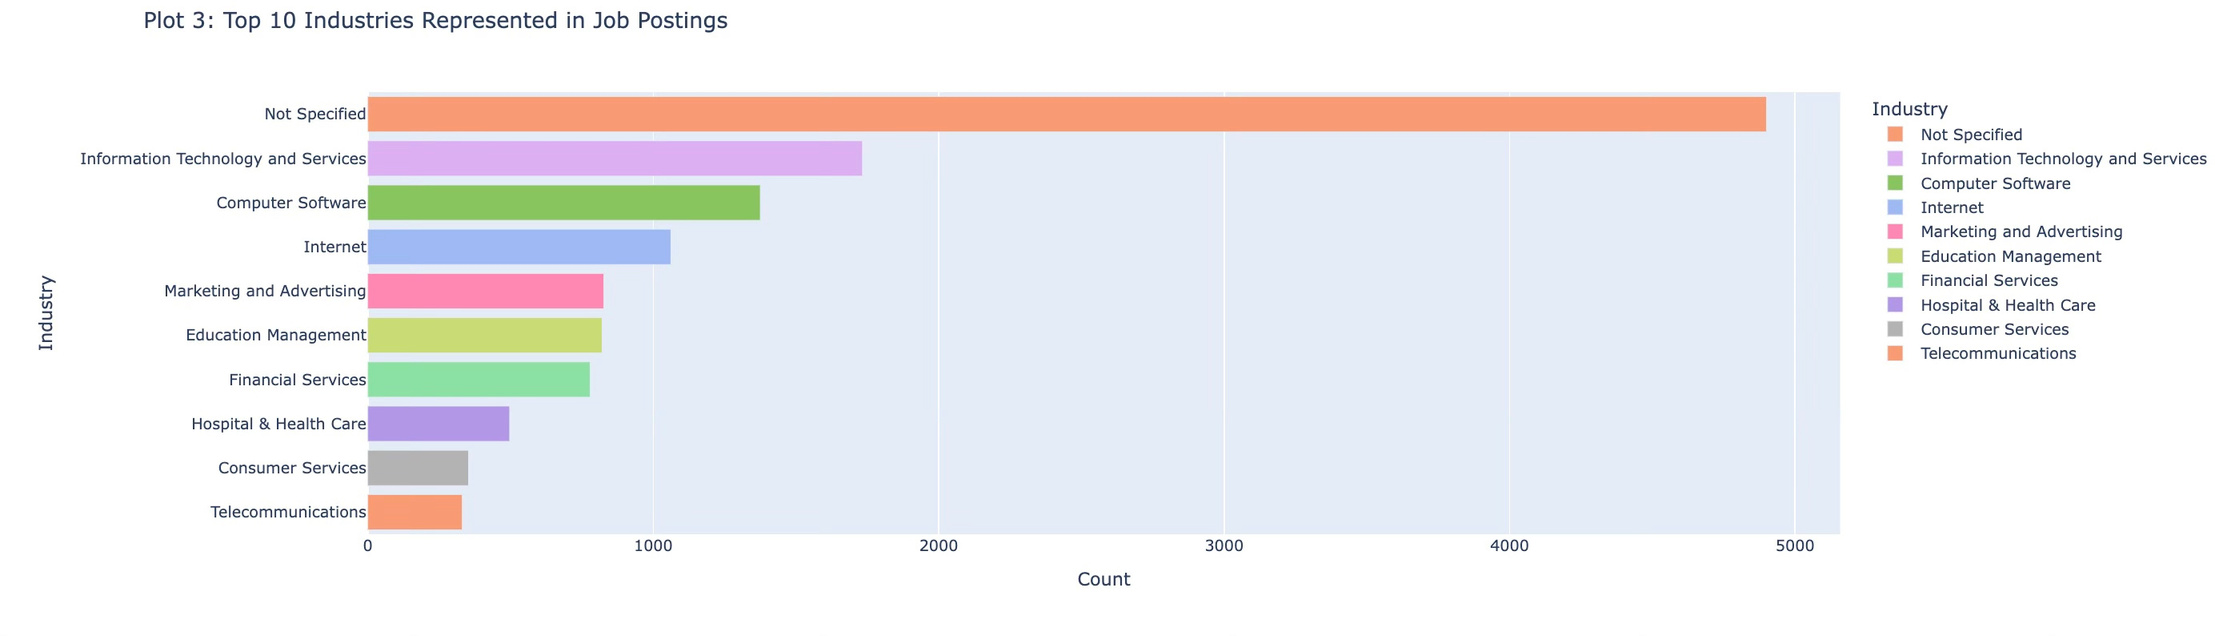 Plot 3: Top 10 Industries Represented in Job Postings
Industry
Not Specified
Information Technology and Services
Computer Software
Internet
Marketing and Advertising
Education Management
Financial Services
Hospital & Health Care
Consumer Services
Telecommunications
0 1000 2000 3000 4000 5000
Count
Industry
Not Specified
Information Technology and Services
Computer Software
Internet
Marketing and Advertising
Education Management
Financial Services
Hospital & Health Care
Consumer Services
Telecommunications